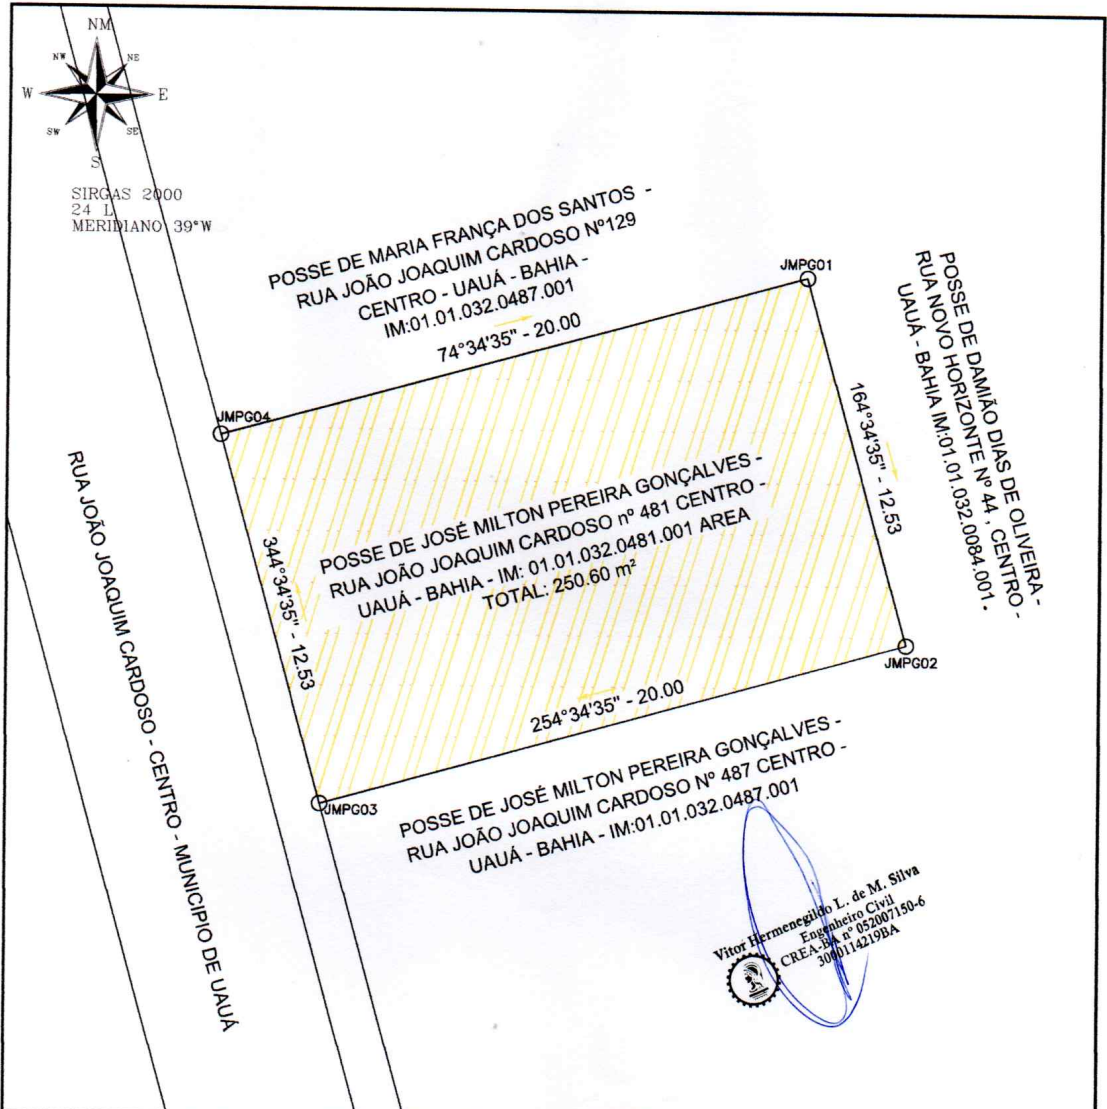 NM
NW
NE
W
E
SW
SE
S
SIRGAS 2000
24 L
MERIDIANO 39°W
POSSE DE MARIA FRANÇA DOS SANTOS -
RUA JOÃO JOAQUIM CARDOSO Nº129
CENTRO - UAUÁ - BAHIA -
IM:01.01.032.0487.001
74°34'35" - 20.00
JMPG01
POSSE DE DAMIÃO DIAS DE OLIVEIRA -
RUA NOVO HORIZONTE Nº 44 , CENTRO -
UAUÁ - BAHIA IM:01.01.032.0084.001.
164°34'35" - 12.53
JMPG04
RUA JOÃO JOAQUIM CARDOSO - CENTRO - MUNICIPIO DE UAUÁ
344°34'35" - 12.53
POSSE DE JOSÉ MILTON PEREIRA GONÇALVES -
RUA JOÃO JOAQUIM CARDOSO nº 481 CENTRO -
UAUÁ - BAHIA - IM: 01.01.032.0481.001 AREA
TOTAL: 250.60 m²
JMPG02
254°34'35" - 20.00
JMPG03
POSSE DE JOSÉ MILTON PEREIRA GONÇALVES -
RUA JOÃO JOAQUIM CARDOSO Nº 487 CENTRO -
UAUÁ - BAHIA - IM:01.01.032.0487.001
Vitor Hermenegildo L. de M. Silva
Engenheiro Civil
CREA-BA nº 052007150-6
3000114219BA